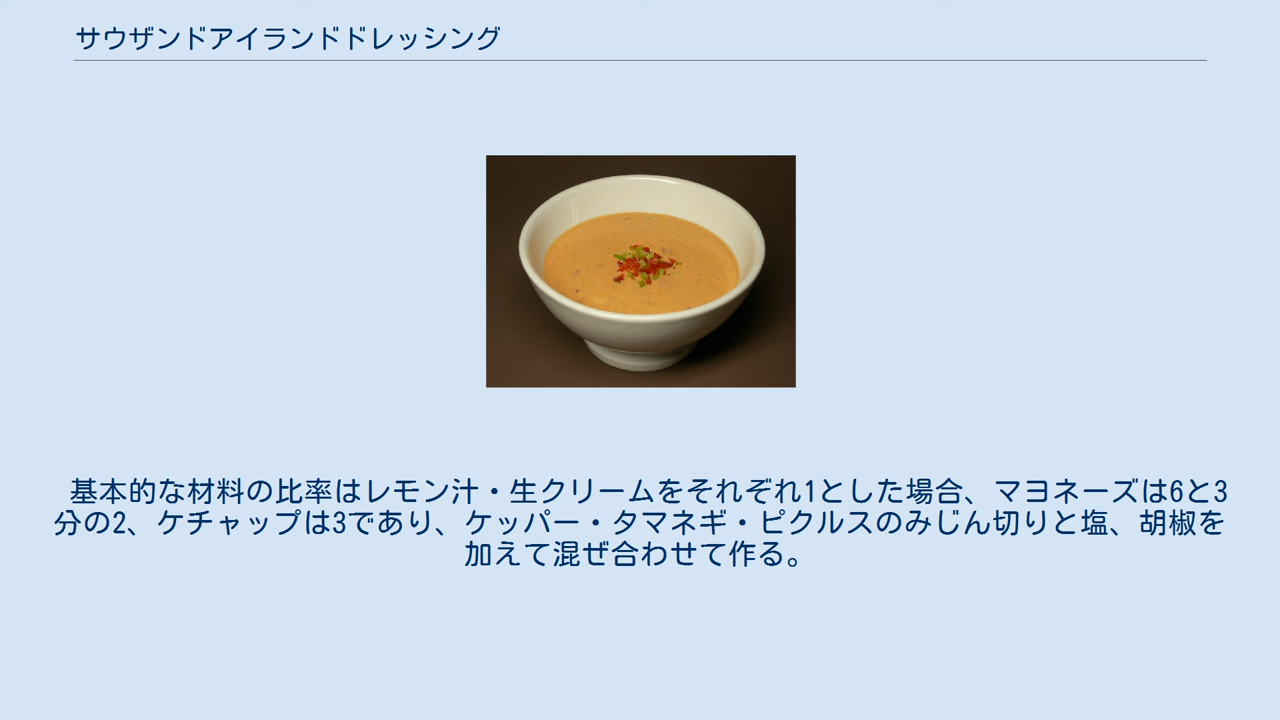 サウザンドアイランドドレッシング
基本的な材料の比率はレモン汁・生クリームをそれぞれ1とした場合、マヨネーズは6と3
分の2、ケチャップは3であり、ケッパー・タマネギ・ピクルスのみじん切りと塩、胡椒を
加えて混ぜ合わせて作る。